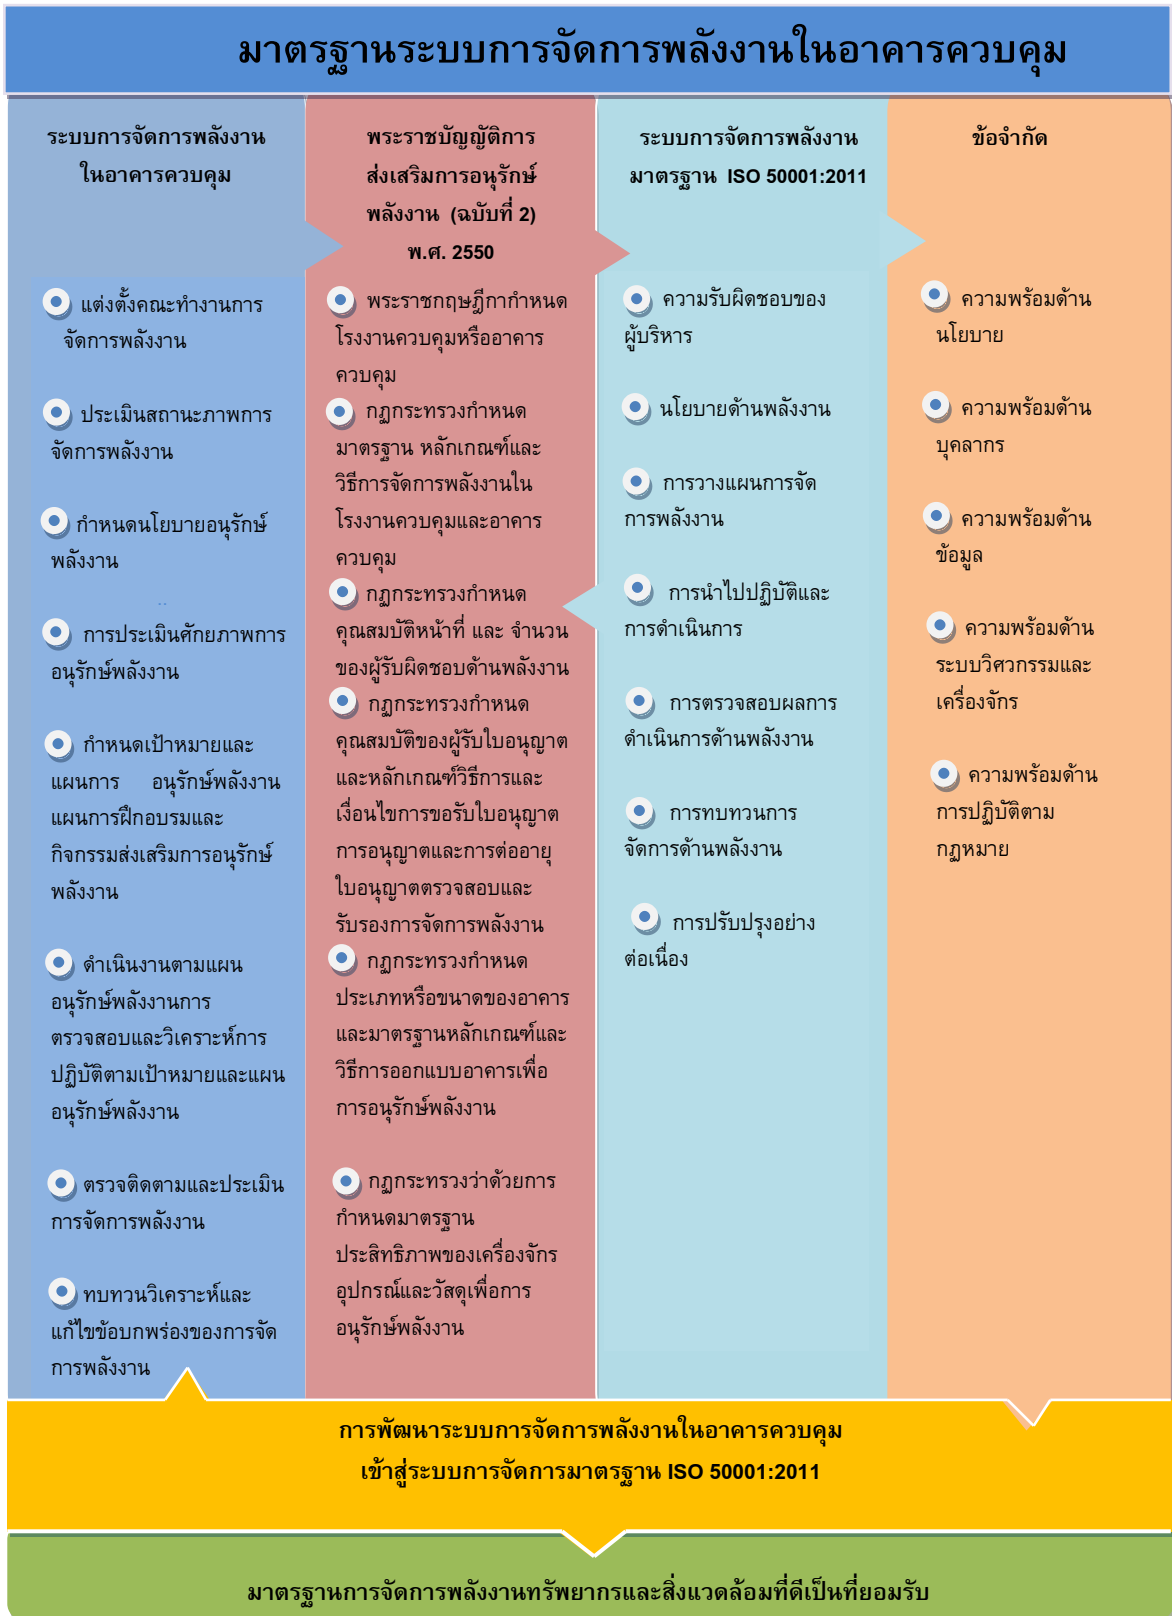 มาตรฐานระบบการจัดการพลังงานในอาคารควบคุม
ระบบการจัดการพลังงาน
ในอาคารควบคุม
แต่งตั้งคณะทำงานการ
จัดการพลังงาน
ประเมินสถานะภาพการ
จัดการพลังงาน
กำหนดนโยบายอนุรักษ์
พลังงาน
การประเมินศักยภาพการ
อนุรักษ์พลังงาน
กำหนดเป้าหมายและ
แผนการ อนุรักษ์พลังงาน
แผนการฝึกอบรมและ
กิจกรรมส่งเสริมการอนุรักษ์
พลังงาน
ดำเนินงานตามแผน
อนุรักษ์พลังงานการ
ตรวจสอบและวิเคราะห์การ
ปฏิบัติตามเป้าหมายและแผน
อนุรักษ์พลังงาน
ตรวจติดตามและประเมิน
การจัดการพลังงาน
ทบทวนวิเคราะห์และ
แก้ไขข้อบกพร่องของการจัด
การพลังงาน
พระราชบัญญัติการ
ส่งเสริมการอนุรักษ์
พลังงาน (ฉบับที่ 2)
พ.ศ. 2550
พระราชกฤษฎีกากำหนด
โรงงานควบคุมหรืออาคาร
ควบคุม
กฏกระทรวงกำหนด
มาตรฐาน หลักเกณฑ์และ
วิธีการจัดการพลังงานใน
โรงงานควบคุมและอาคาร
ควบคุม
กฏกระทรวงกำหนด
คุณสมบัติหน้าที่ และ จำนวน
ของผู้รับผิดชอบด้านพลังงาน
กฏกระทรวงกำหนด
คุณสมบัติของผู้รับใบอนุญาต
และหลักเกณฑ์วิธีการและ
เงื่อนไขการขอรับใบอนุญาต
การอนุญาตและการต่ออายุ
ใบอนุญาตตรวจสอบและ
รับรองการจัดการพลังงาน
กฏกระทรวงกำหนด
ประเภทหรือขนาดของอาคาร
และมาตรฐานหลักเกณฑ์และ
วิธีการออกแบบอาคารเพื่อ
การอนุรักษ์พลังงาน
กฏกระทรวงว่าด้วยการ
กำหนดมาตรฐาน
ประสิทธิภาพของเครื่องจักร
อุปกรณ์และวัสดุเพื่อการ
อนุรักษ์พลังงาน
ระบบการจัดการพลังงาน
มาตรฐาน ISO 50001:2011
ความรับผิดชอบของ
ผู้บริหาร
นโยบายด้านพลังงาน
การวางแผนการจัด
การพลังงาน
การนำไปปฏิบัติและ
การดำเนินการ
การตรวจสอบผลการ
ดำเนินการด้านพลังงาน
การทบทวนการ
จัดการด้านพลังงาน
การปรับปรุงอย่าง
ต่อเนื่อง
ข้อจำกัด
ความพร้อมด้าน
นโยบาย
ความพร้อมด้าน
บุคลากร
ความพร้อมด้าน
ข้อมูล
ความพร้อมด้าน
ระบบวิศวกรรมและ
เครื่องจักร
ความพร้อมด้าน
การปฏิบัติตาม
กฏหมาย
การพัฒนาระบบการจัดการพลังงานในอาคารควบคุม
เข้าสู่ระบบการจัดการมาตรฐาน ISO 50001:2011
มาตรฐานการจัดการพลังงานทรัพยากรและสิ่งแวดล้อมที่ดีเป็นที่ยอมรับ